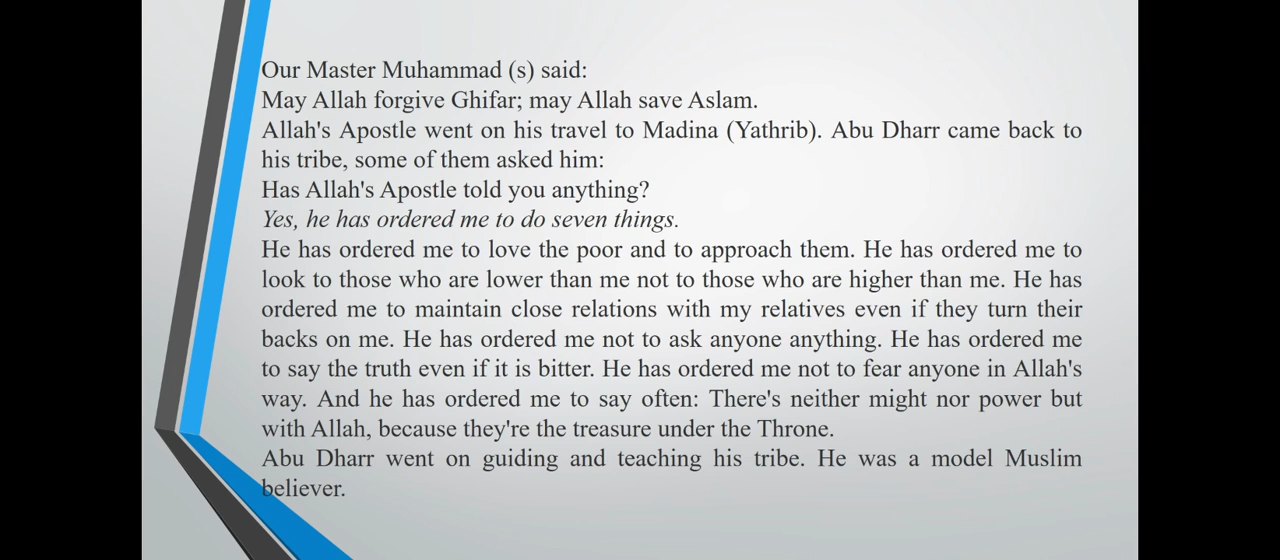 Our Master Muhammad (s) said:
May Allah forgive Ghifar; may Allah save Aslam.
Allah's Apostle went on his travel to Madina (Yathrib). Abu Dharr came back to
his tribe, some of them asked him:
Has Allah's Apostle told you anything?
Yes, he has ordered me to do seven things.
He has ordered me to love the poor and to approach them. He has ordered me to
look to those who are lower than me not to those who are higher than me. He has
ordered me to maintain close relations with my relatives even if they turn their
backs on me. He has ordered me not to ask anyone anything. He has ordered me
to say the truth even if it is bitter. He has ordered me not to fear anyone in Allah's
way. And he has ordered me to say often: There's neither might nor power but
with Allah, because they're the treasure under the Throne.
Abu Dharr went on guiding and teaching his tribe. He was a model Muslim
believer.